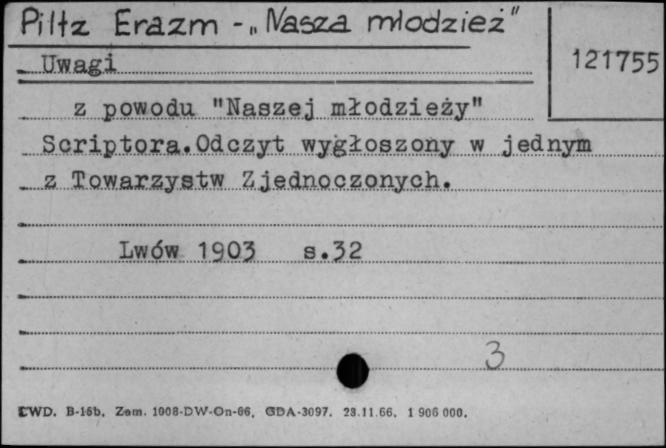 Piltz Erazm - „Nasza młodzież"
Uwagi
121755
z powodu "Naszej młodzieży"
Scriptora.Odczyt wygłoszony w jednym
z Towarzystw Zjednoczonych.
Lwów 1903 s.32
3
CWD. B-16b. Zam. 1908-DW-On-66, GDA-3097. 23.11.66. 1 906 000.